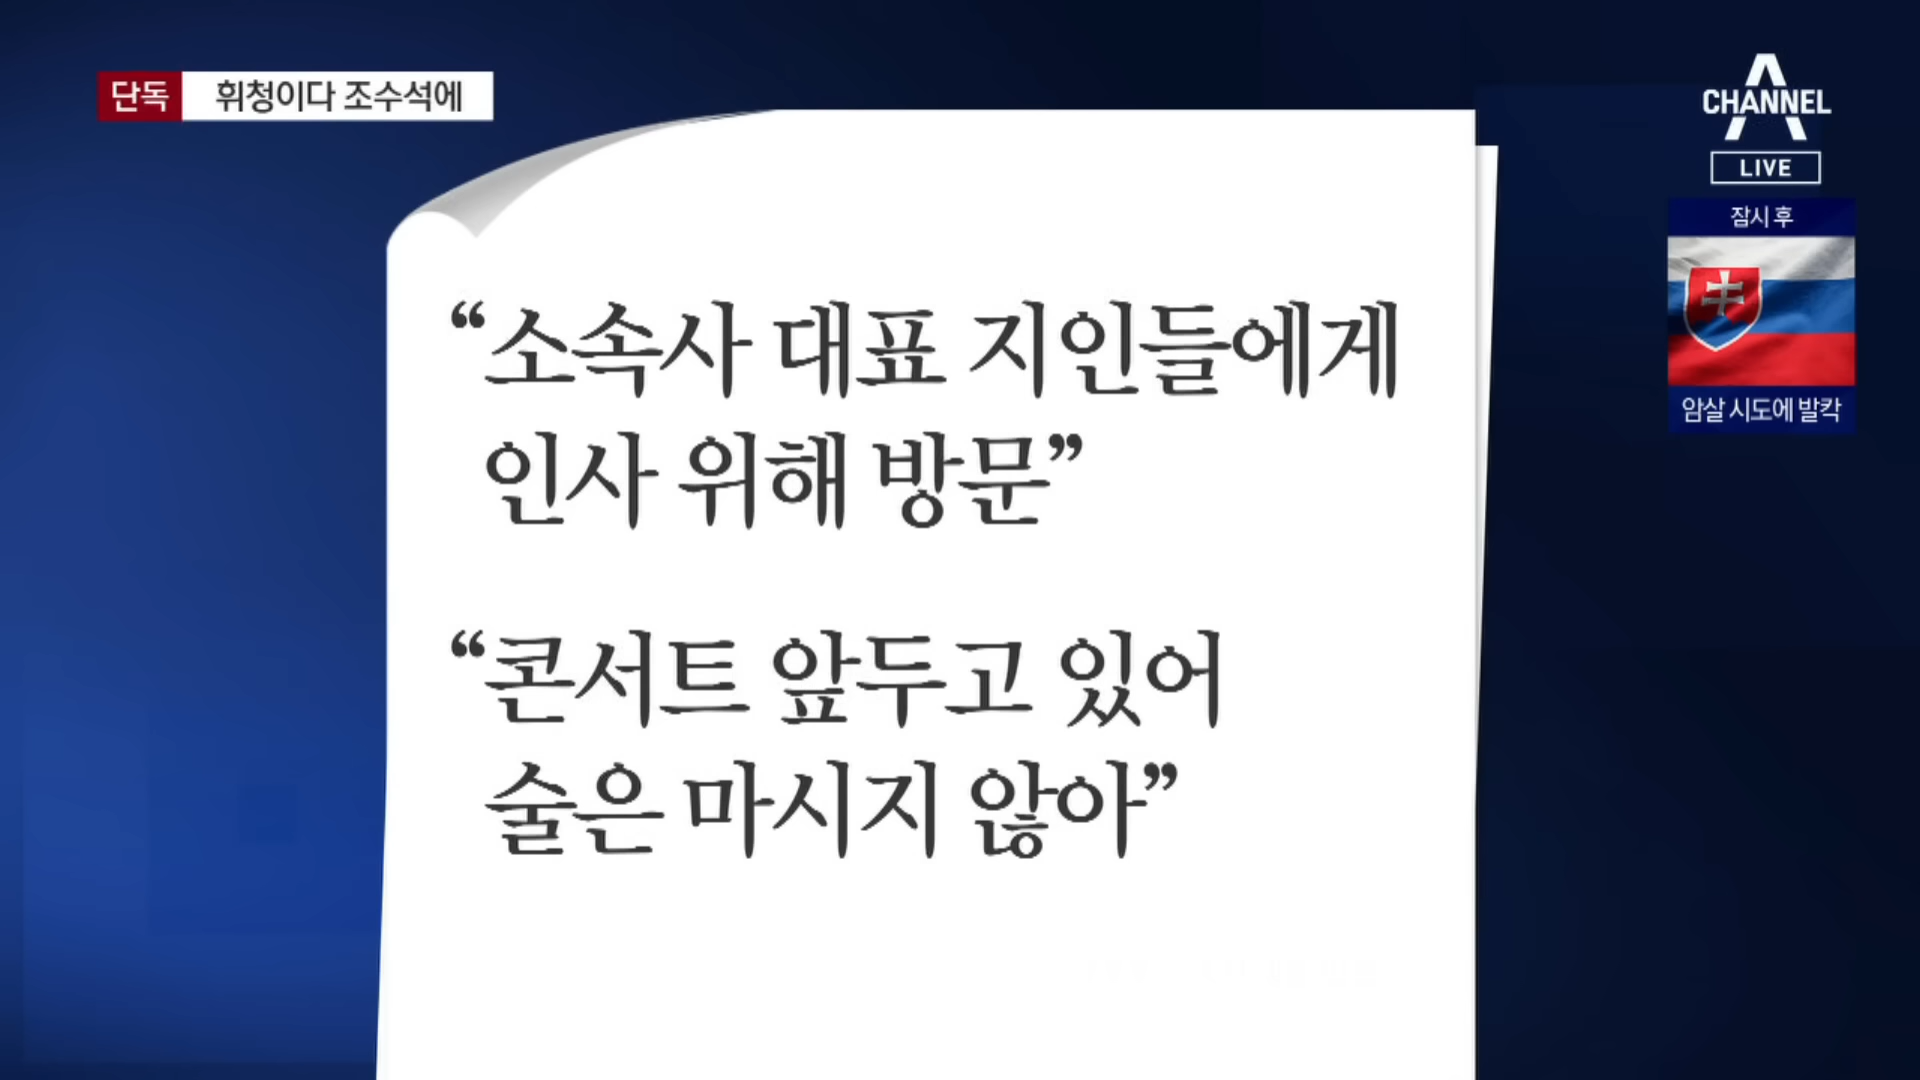 단독 휘청이다 조수석에
CHANNEL A
LIVE
잠시 후
암살 시도에 발칵
“소속사 대표 지인들에게
인사 위해 방문”
“콘서트 앞두고 있어
술은 마시지 않아”